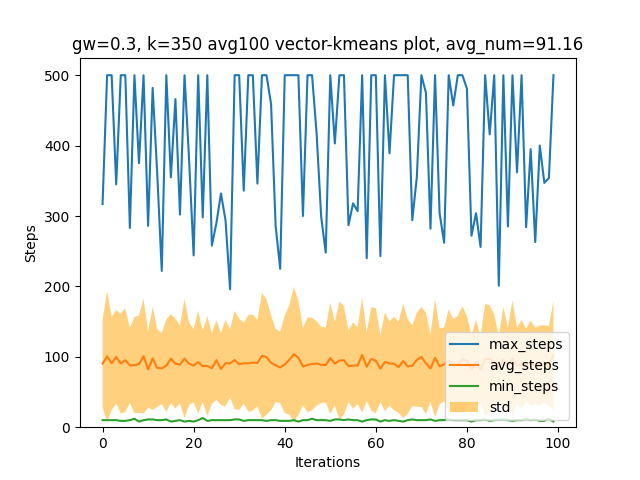 gw=0.3, k=350 avg100 vector-kmeans plot, avg_num=91.16
500
400
300
200
100
0
Steps
0 20 40 60 80 100
Iterations
max_steps
avg_steps
min_steps
std